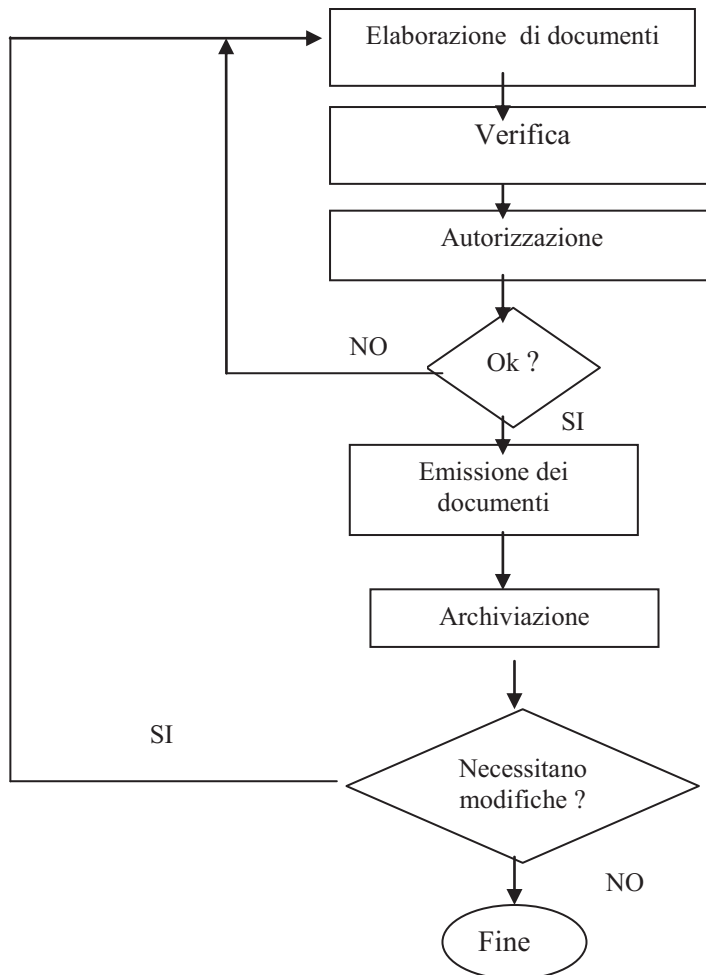 Elaborazione di documenti
Verifica
Autorizzazione
NO
Ok ?
SI
Emissione dei
documenti
Archiviazione
SI
Necessitano
modifiche ?
NO
Fine